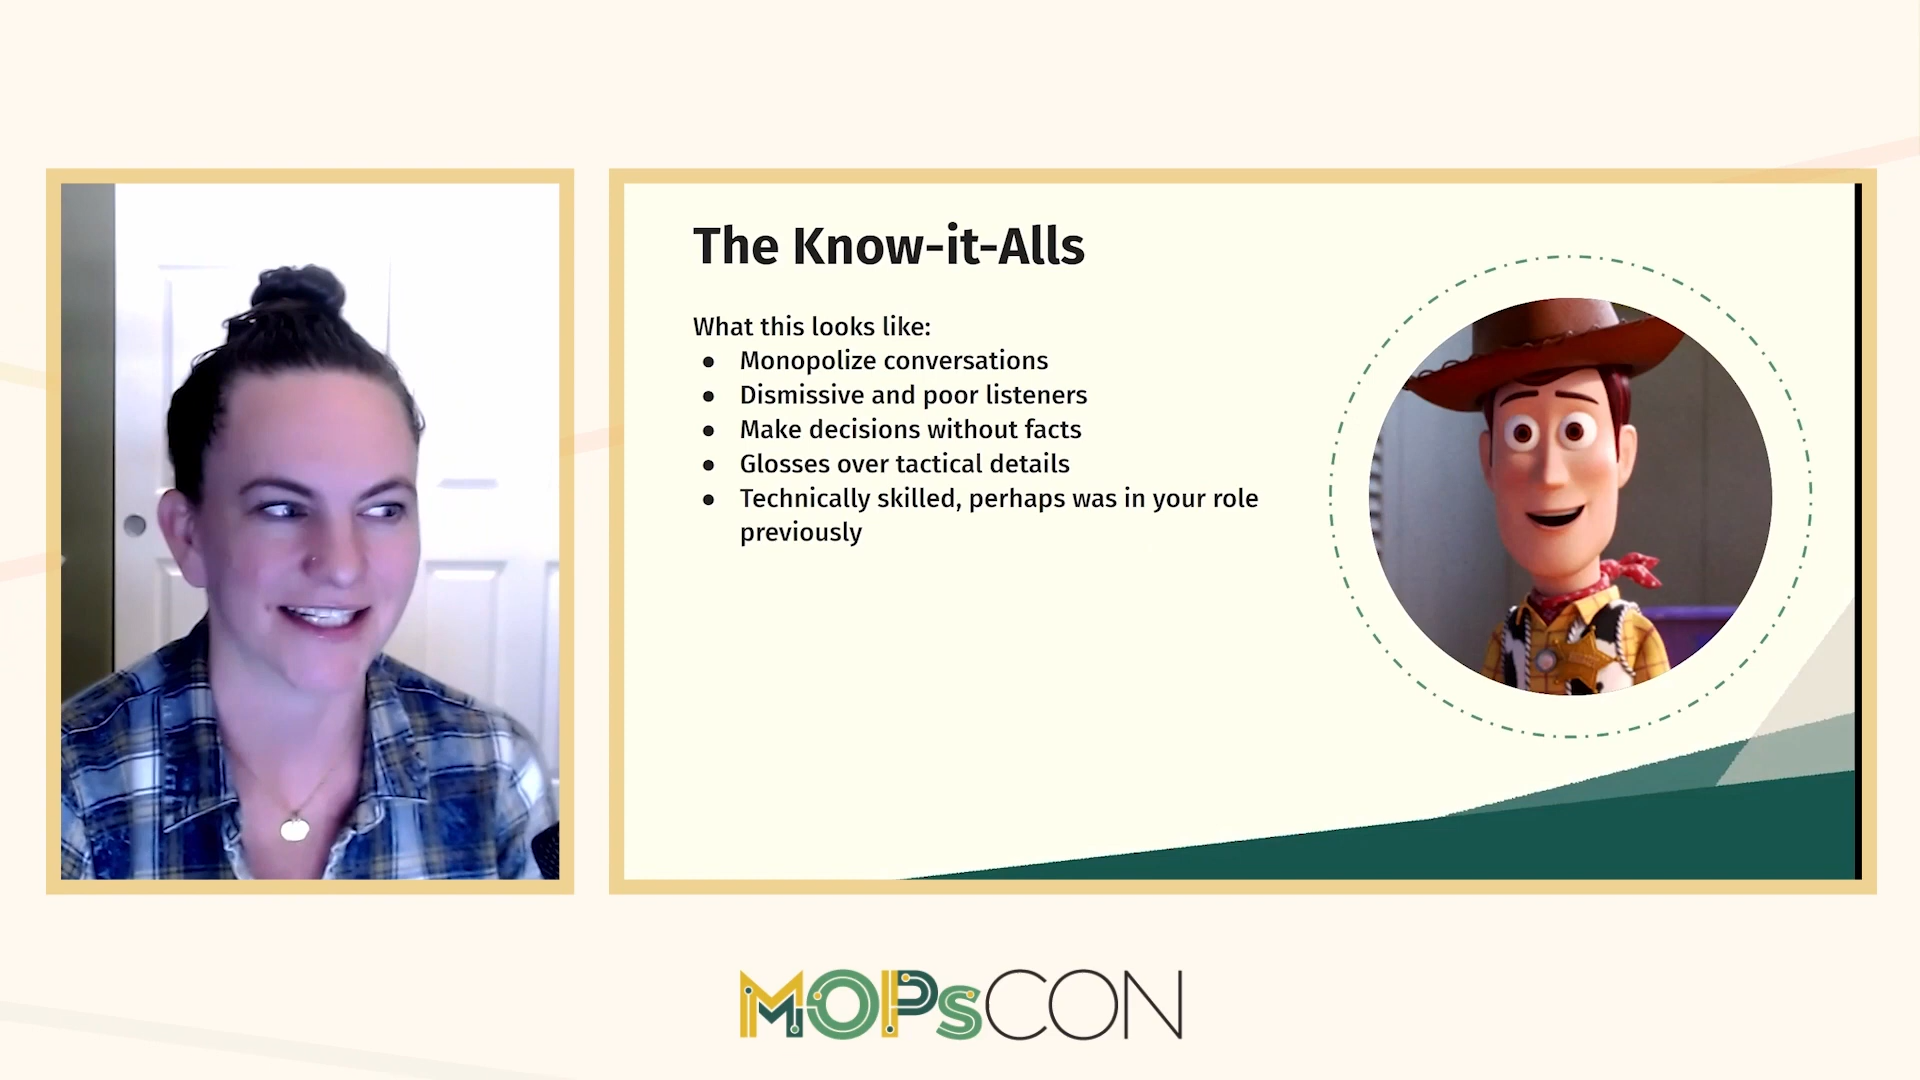 The Know-it-Alls
What this looks like:
● Monopolize conversations
● Dismissive and poor listeners
● Make decisions without facts
● Glosses over tactical details
● Technically skilled, perhaps was in your role
previously
MOPsCON